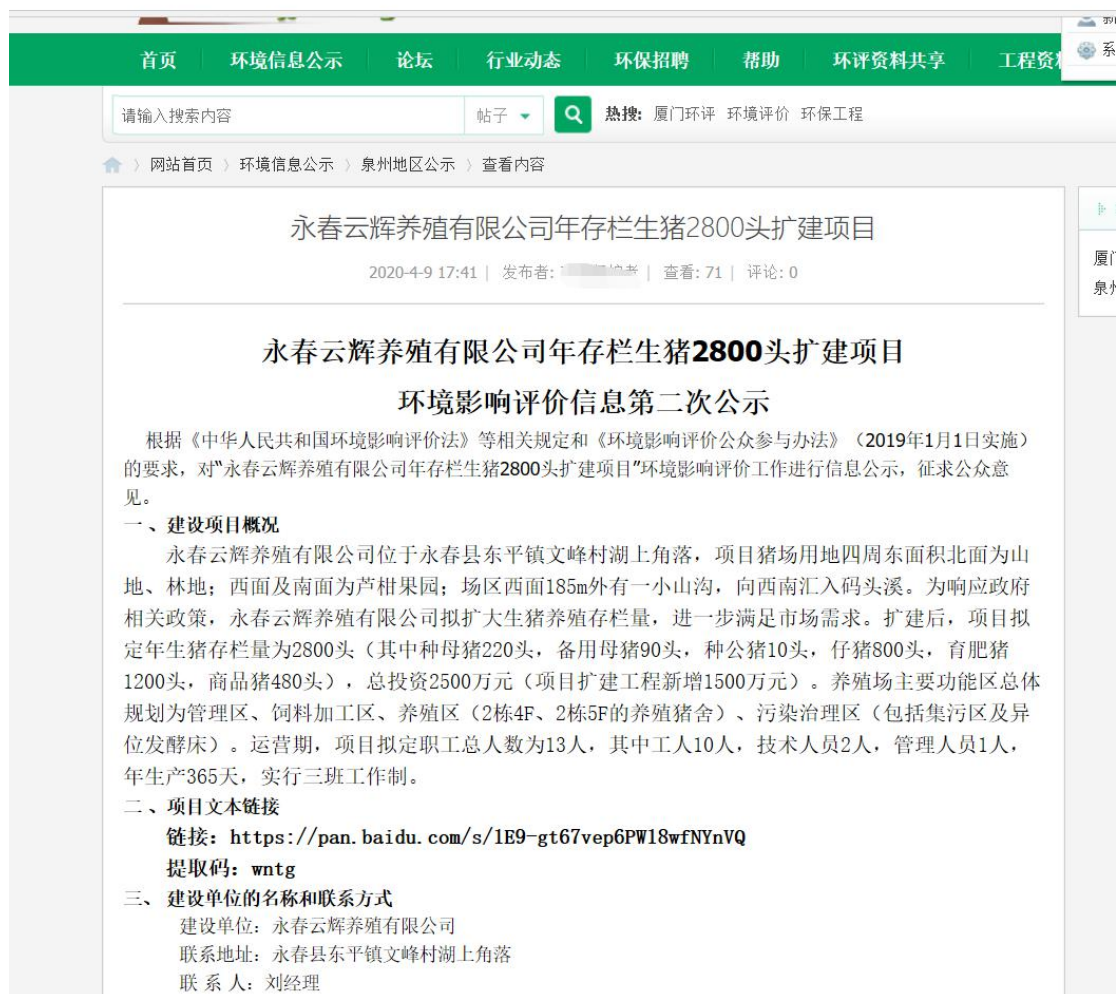 首页 环境信息公示 论坛 行业动态 环保招聘 帮助 环评资料共享 工程资
系
请输入搜索内容 帖子 热搜: 厦门环评 环境评价 环保工程
网站首页 〉 环境信息公示 〉 泉州地区公示 〉 查看内容
永春云辉养殖有限公司年存栏生猪2800头扩建项目
2020-4-9 17:41 | 发布者: | 查看: 71 | 评论: 0
厦门
泉州
永春云辉养殖有限公司年存栏生猪2800头扩建项目
环境影响评价信息第二次公示
根据《中华人民共和国环境影响评价法》等相关规定和《环境影响评价公众参与办法》（2019年1月1日实施）
的要求，对“永春云辉养殖有限公司年存栏生猪2800头扩建项目”环境影响评价工作进行信息公示，征求公众意
见。
一、建设项目概况
永春云辉养殖有限公司位于永春县东平镇文峰村湖上角落，项目猪场用地四周东面积北面为山
地、林地；西面及南面为芦柑果园；场区西面185m外有一小山沟，向西南汇入码头溪。为响应政府
相关政策，永春云辉养殖有限公司拟扩大生猪养殖存栏量，进一步满足市场需求。扩建后，项目拟
定年生猪存栏量为2800头（其中种母猪220头，备用母猪90头，种公猪10头，仔猪800头，育肥猪
1200头，商品猪480头），总投资2500万元（项目扩建工程新增1500万元）。养殖场主要功能区总体
规划为管理区、饲料加工区、养殖区（2栋4F、2栋5F的养殖猪舍）、污染治理区（包括集污区及异
位发酵床）。运营期，项目拟定职工总人数为13人，其中工人10人，技术人员2人，管理人员1人，
年生产365天，实行三班工作制。
二、项目文本链接
链接：https://pan.baidu.com/s/1E9-gt67vep6PW18wfNYnVQ
提取码：wntg
三、 建设单位的名称和联系方式
建设单位：永春云辉养殖有限公司
联系地址：永春县东平镇文峰村湖上角落
联 系 人：刘经理